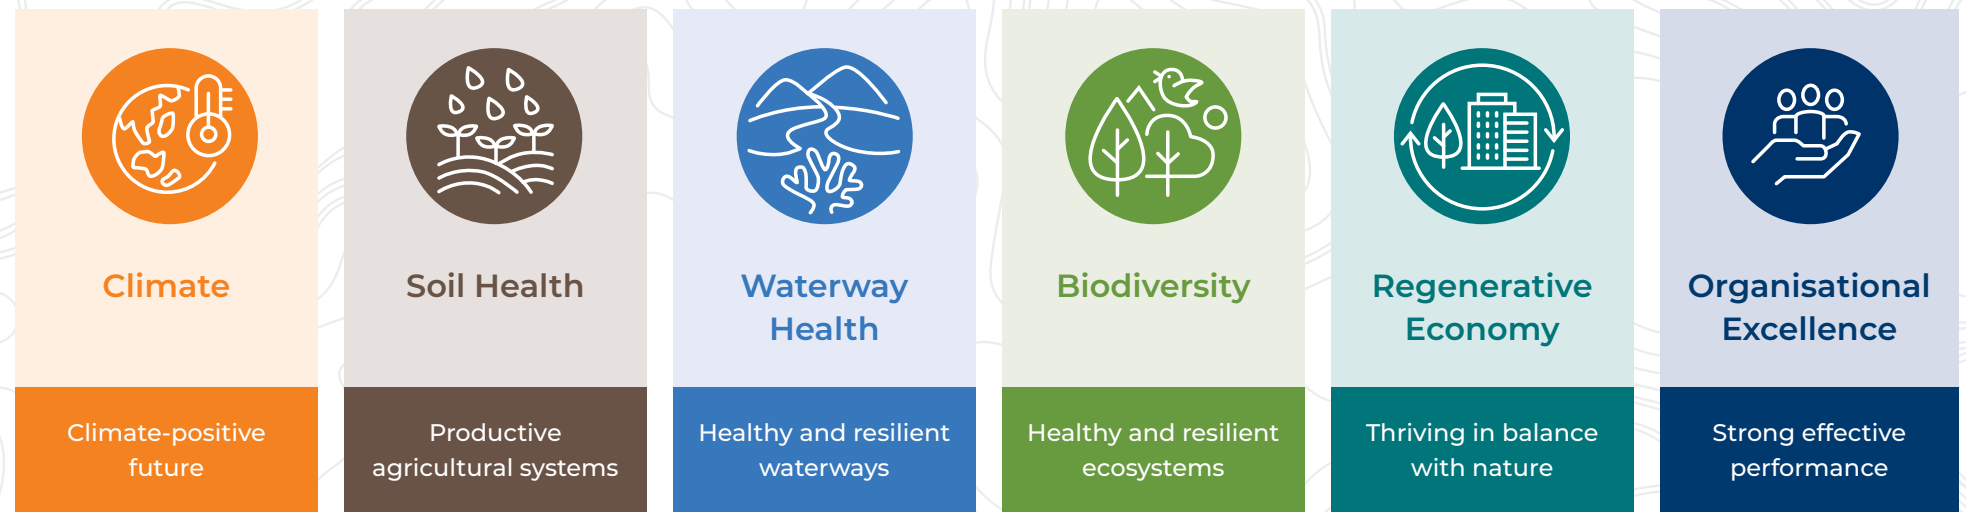 Climate
Climate-positive
future
Soil Health
Productive
agricultural systems
Waterway
Health
Healthy and resilient
waterways
Biodiversity
Healthy and resilient
ecosystems
Regenerative
Economy
Thriving in balance
with nature
Organisational
Excellence
Strong effective
performance